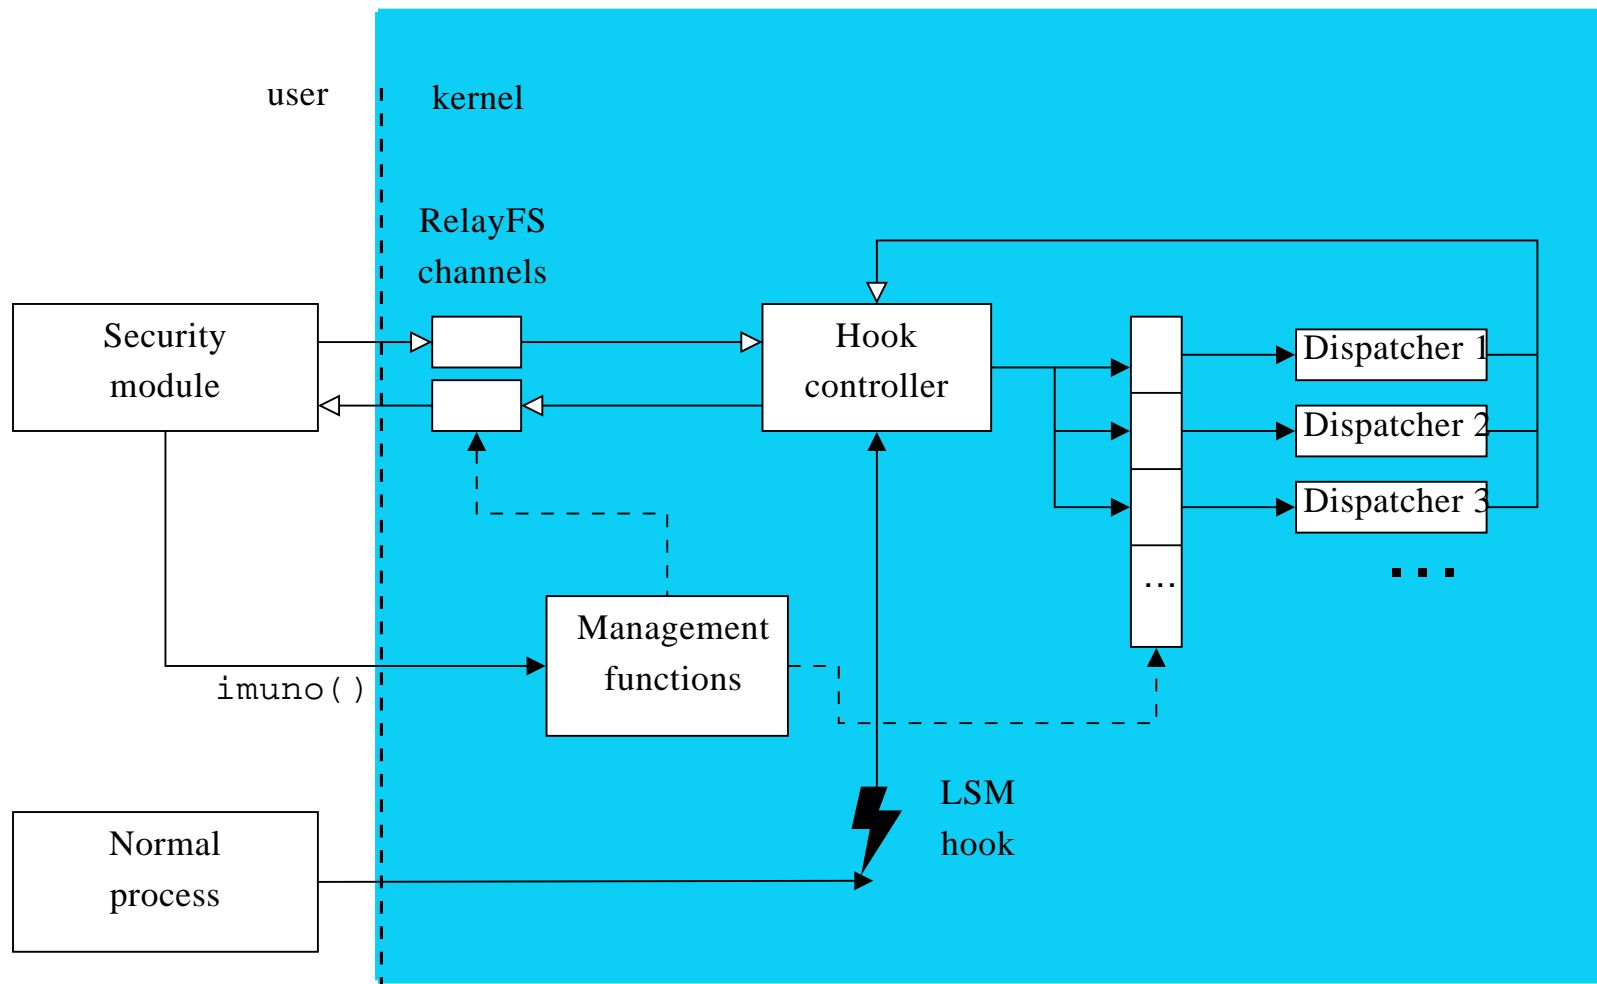 user
kernel
RelayFS
channels
Security
module
Hook
controller
Dispatcher 1
Dispatcher 2
Dispatcher 3
...
...
Management
functions
imuno()
LSM
hook
Normal
process